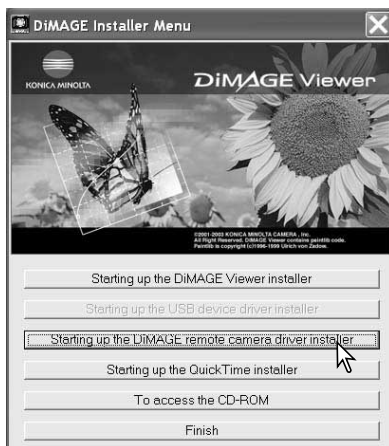 DiMAGE Installer Menu
KONICA MINOLTA
DiMAGE Viewer
©2001-2003 KONICA MINOLTA CAMERA , Inc.
All Right Reserved. DiMAGE Viewer contains paintlib code.
Paintlib is copyright (c)1996-1999 Ulrich von Zadow.
Starting up the DiMAGE Viewer installer
Starting up the USB device driver installer
Starting up the DiMAGE remote camera driver installer
Starting up the QuickTime installer
To access the CD-ROM
Finish